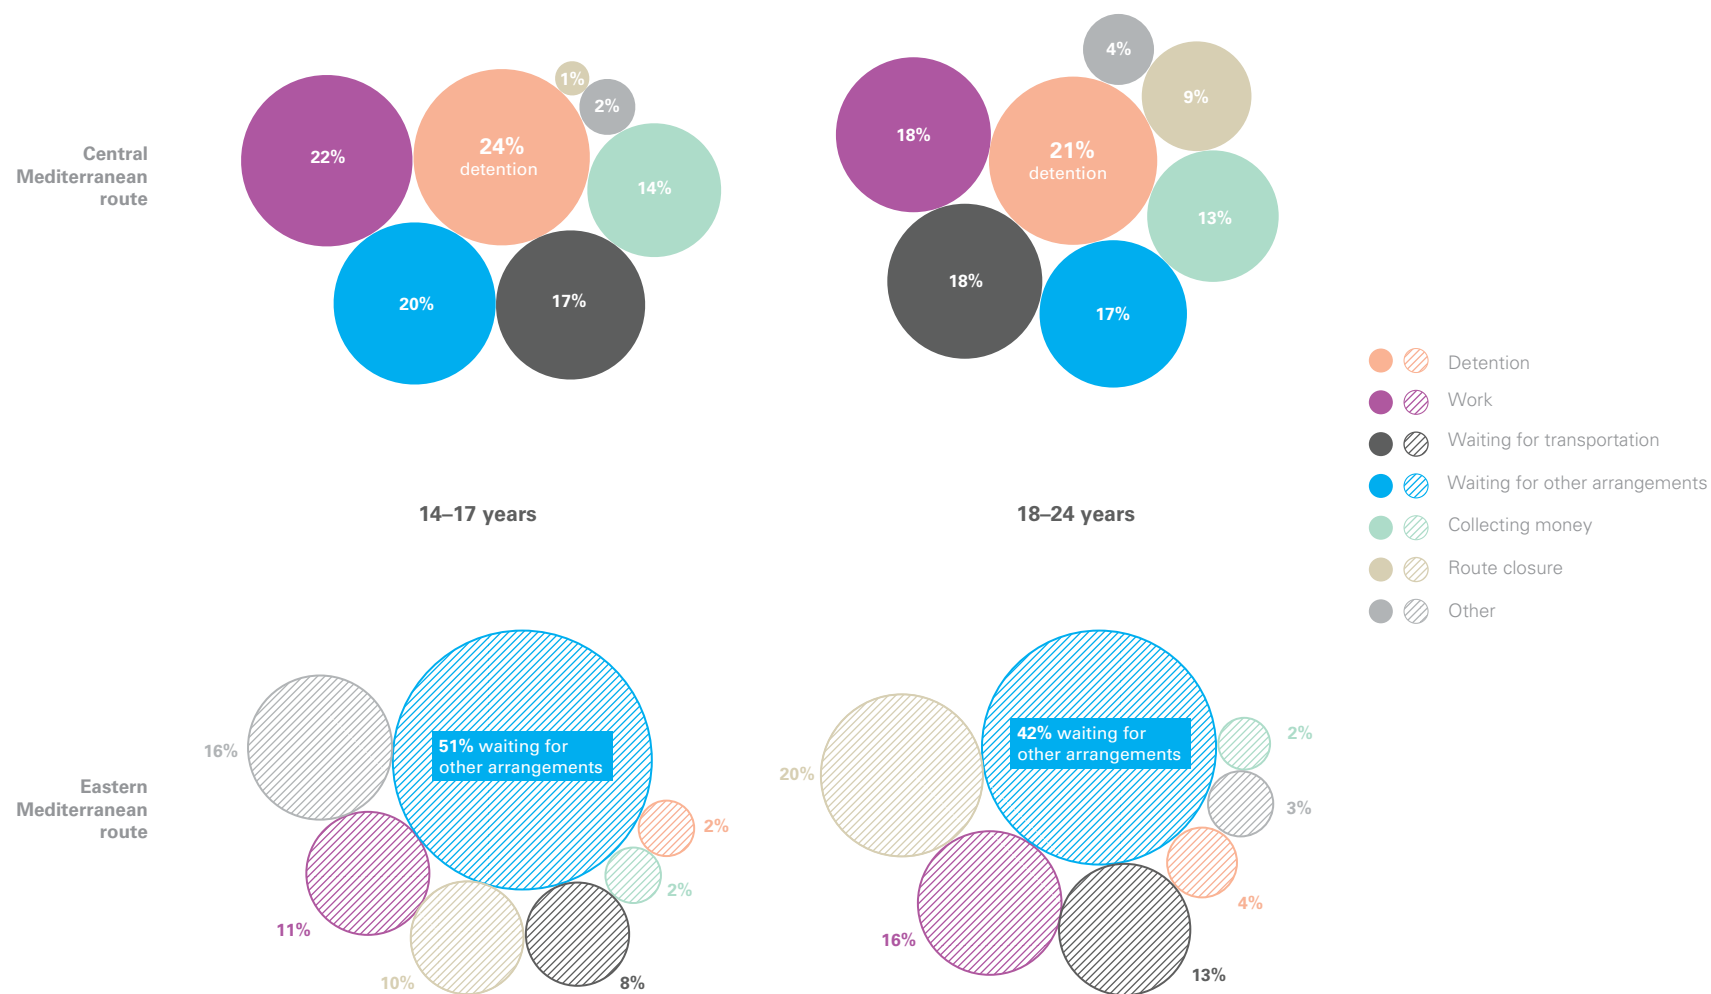 Central
Mediterranean
route
22%
24%
detention
1%
2%
14%
20%
17%
4%
9%
18%
21%
detention
13%
18%
17%
14–17 years
18–24 years
Detention
Work
Waiting for transportation
Waiting for other arrangements
Collecting money
Route closure
Other
Eastern
Mediterranean
route
16%
51% waiting for
other arrangements
2%
2%
11%
10%
8%
20%
42% waiting for
other arrangements
2%
3%
4%
16%
13%